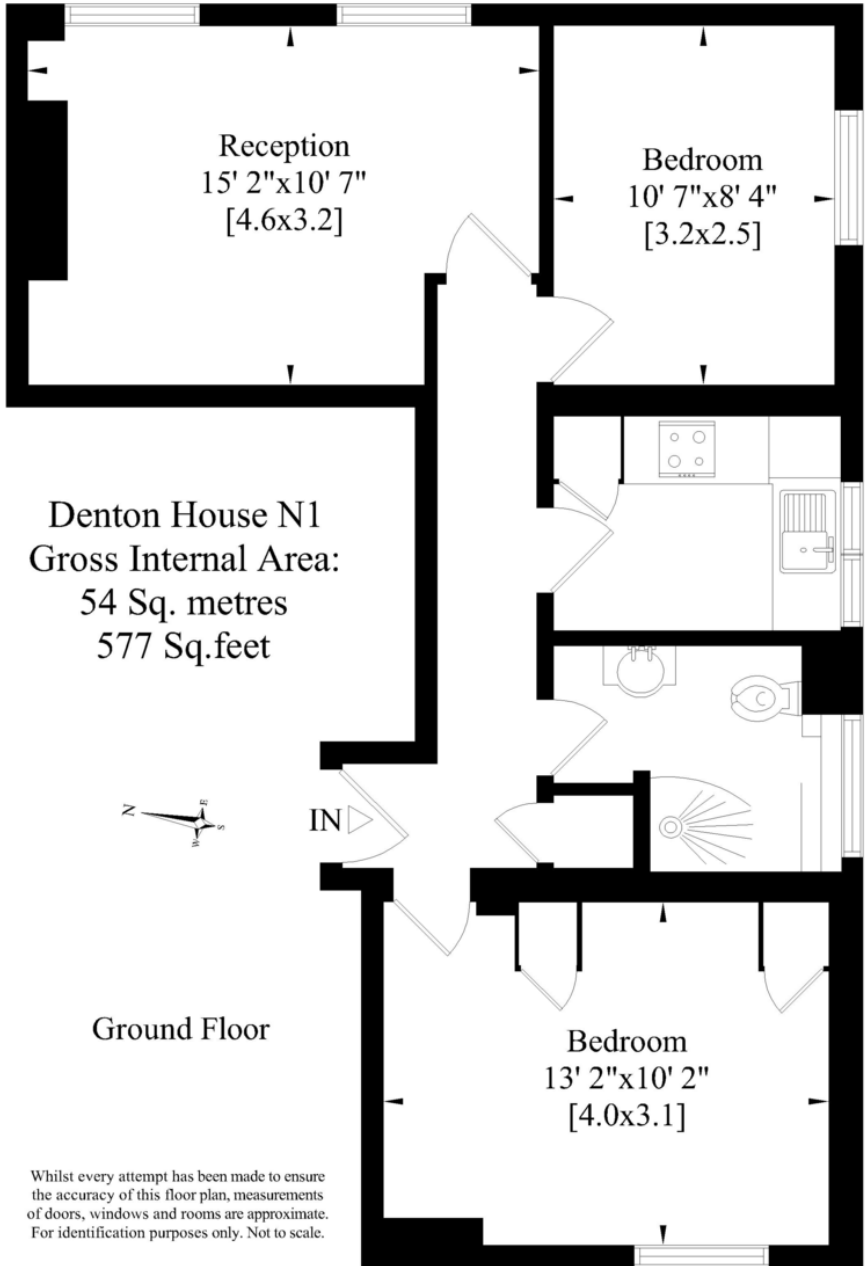 Reception
15' 2"x10' 7"
[4.6x3.2]
Bedroom
10' 7"x8' 4"
[3.2x2.5]
Denton House N1
Gross Internal Area:
54 Sq. metres
577 Sq.feet
N
E
S
W
IN
Ground Floor
Bedroom
13' 2"x10' 2"
[4.0x3.1]
Whilst every attempt has been made to ensure
the accuracy of this floor plan, measurements
of doors, windows and rooms are approximate.
For identification purposes only. Not to scale.